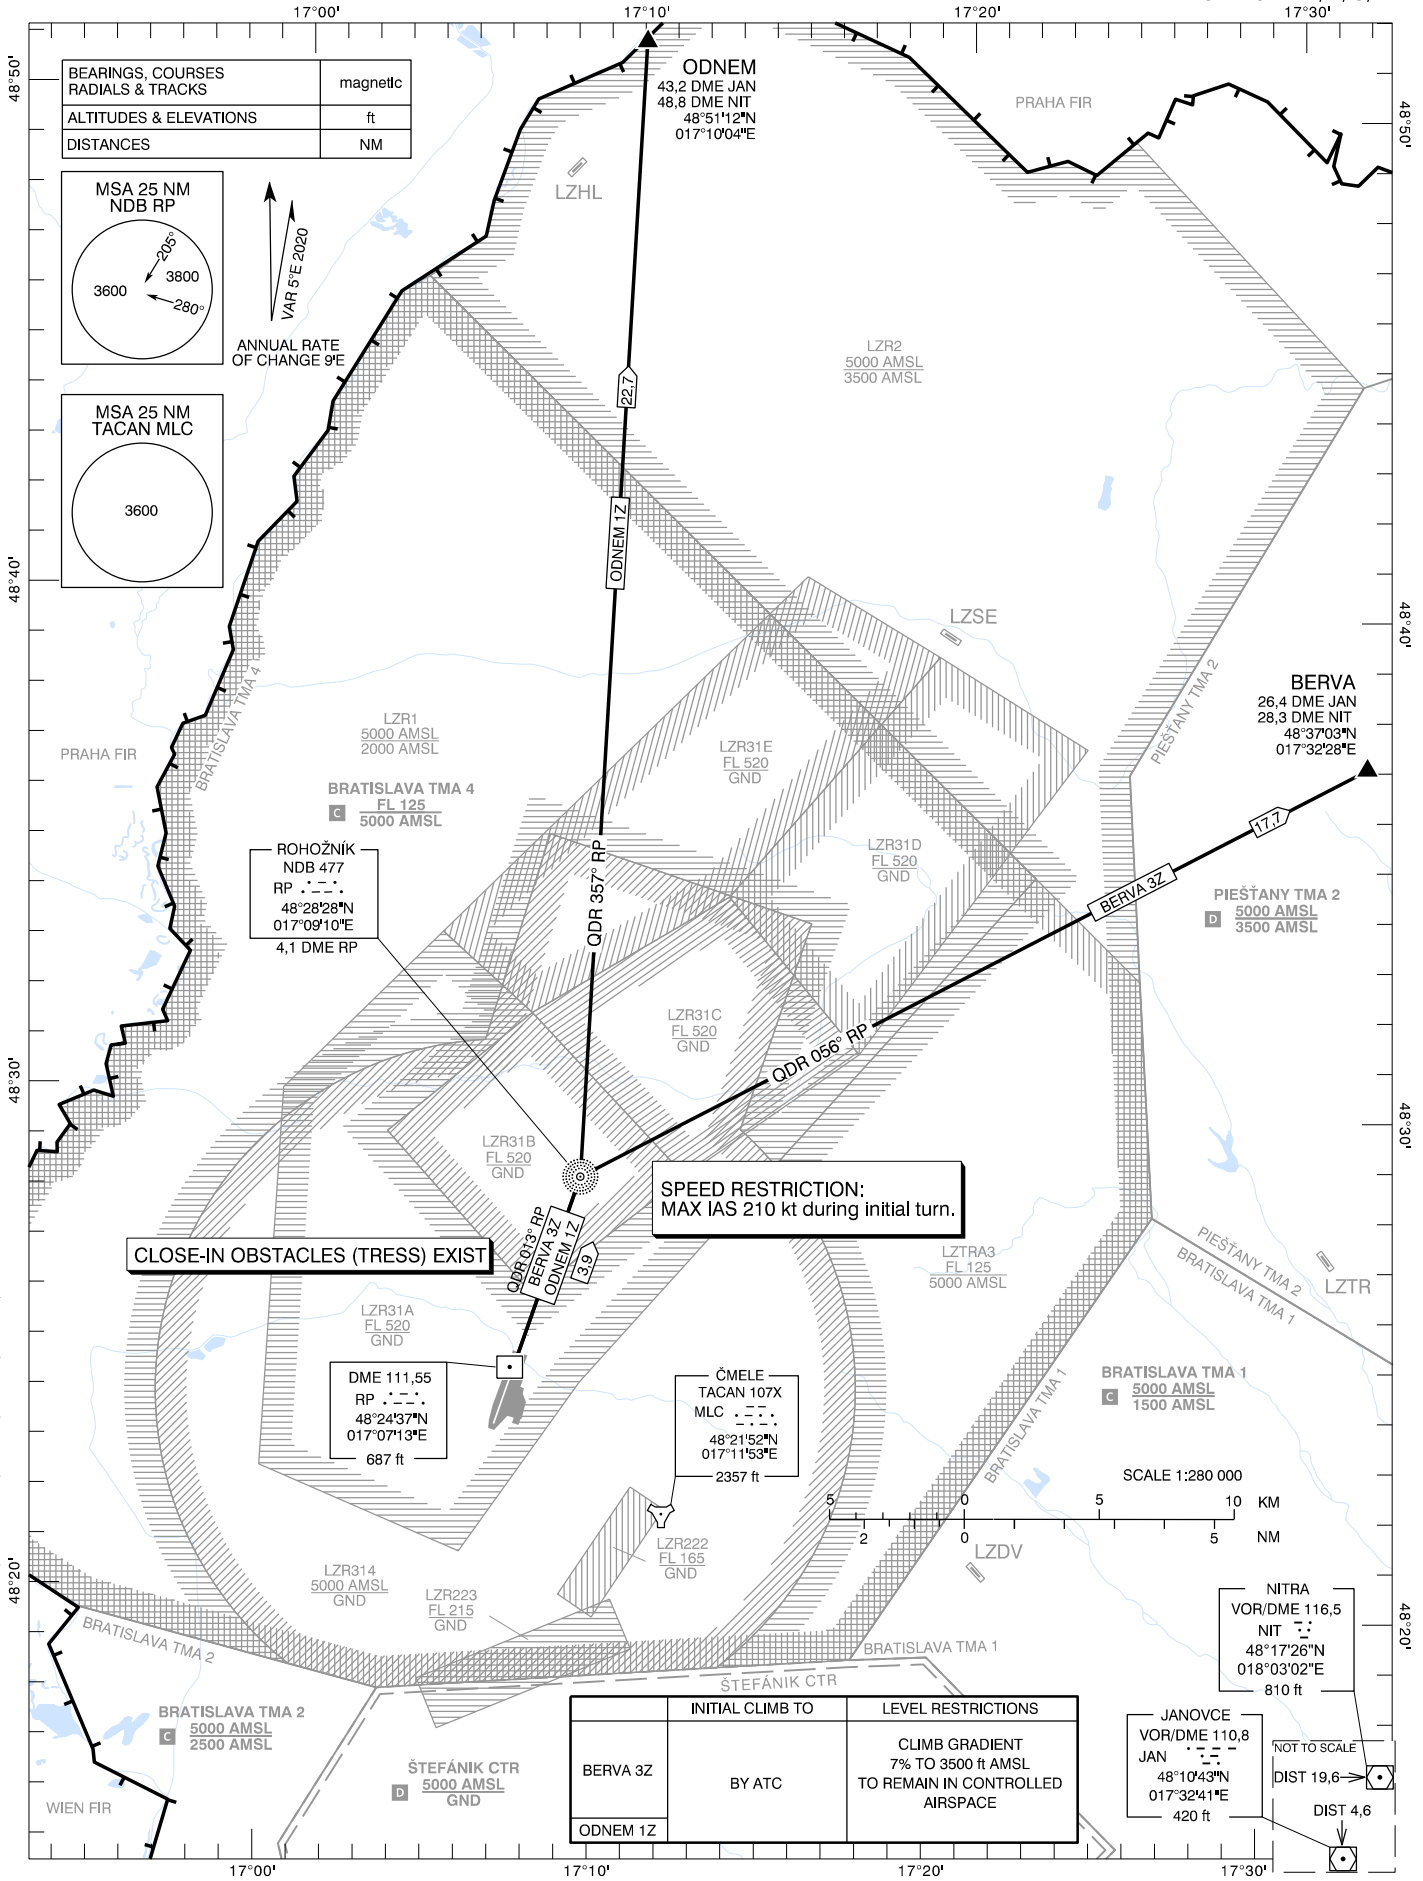 17°00'
17°10'
17°20'
17°30'
48°50'
48°40'
48°30'
48°20'
BEARINGS, COURSES
RADIALS & TRACKS
magnetic
ALTITUDES & ELEVATIONS
ft
DISTANCES
NM
MSA 25 NM
NDB RP
205°
3600
3800
280°
VAR 5°E 2020
ANNUAL RATE
OF CHANGE 9'E
MSA 25 NM
TACAN MLC
3600
ODNEM
43,2 DME JAN
48,8 DME NIT
48°51'12"N
017°10'04"E
PRAHA FIR
48°50'
LZHL
LZR2
5000 AMSL
3500 AMSL
22,7
ODNEM 1Z
LZSE
48°40'
BERVA
26,4 DME JAN
28,3 DME NIT
48°37'03"N
017°32'28"E
PIEŠŤANY TMA 2
BRATISLAVA TMA 4
PRAHA FIR
LZR1
5000 AMSL
2000 AMSL
BRATISLAVA TMA 4
C
FL 125
5000 AMSL
LZR31E
FL 520
GND
LZR31D
FL 520
GND
17,7
BERVA 3Z
PIEŠŤANY TMA 2
D
5000 AMSL
3500 AMSL
ROHOŽNÍK
NDB 477
RP
48°28'28"N
017°09'10"E
4,1 DME RP
QDR 357° RP
LZR31C
FL 520
GND
QDR 056° RP
48°30'
LZR31B
FL 520
GND
SPEED RESTRICTION:
MAX IAS 210 kt during initial turn.
CLOSE-IN OBSTACLES (TRESS) EXIST
QDR 013° RP
BERVA 3Z
ODNEM 1Z
3,9
LZTRA3
FL 125
5000 AMSL
PIEŠŤANY TMA 2
BRATISLAVA TMA 1
LZTR
LZR31A
FL 520
GND
DME 111,55
RP
48°24'37"N
017°07'13"E
687 ft
ČMELE
TACAN 107X
MLC
48°21'52"N
017°11'53"E
2357 ft
BRATISLAVA TMA 1
C
5000 AMSL
1500 AMSL
BRATISLAVA TMA 1
SCALE 1:280 000
5 0 5 10 KM
2 0 5 NM
LZDV
LZR222
FL 165
GND
LZR314
5000 AMSL
GND
LZR223
FL 215
GND
BRATISLAVA TMA 2
BRATISLAVA TMA 1
ŠTEFÁNIK CTR
NITRA
VOR/DME 116,5
NIT
48°17'26"N
018°03'02"E
810 ft
48°20'
BRATISLAVA TMA 2
C
5000 AMSL
2500 AMSL
ŠTEFÁNIK CTR
D
5000 AMSL
GND
WIEN FIR
INITIAL CLIMB TO
LEVEL RESTRICTIONS
BERVA 3Z
BY ATC
CLIMB GRADIENT
7% TO 3500 ft AMSL
TO REMAIN IN CONTROLLED
AIRSPACE
ODNEM 1Z
JANOVCE
VOR/DME 110,8
JAN
48°10'43"N
017°32'41"E
420 ft
NOT TO SCALE
DIST 19,6
DIST 4,6
17°00'
17°10'
17°20'
17°30'